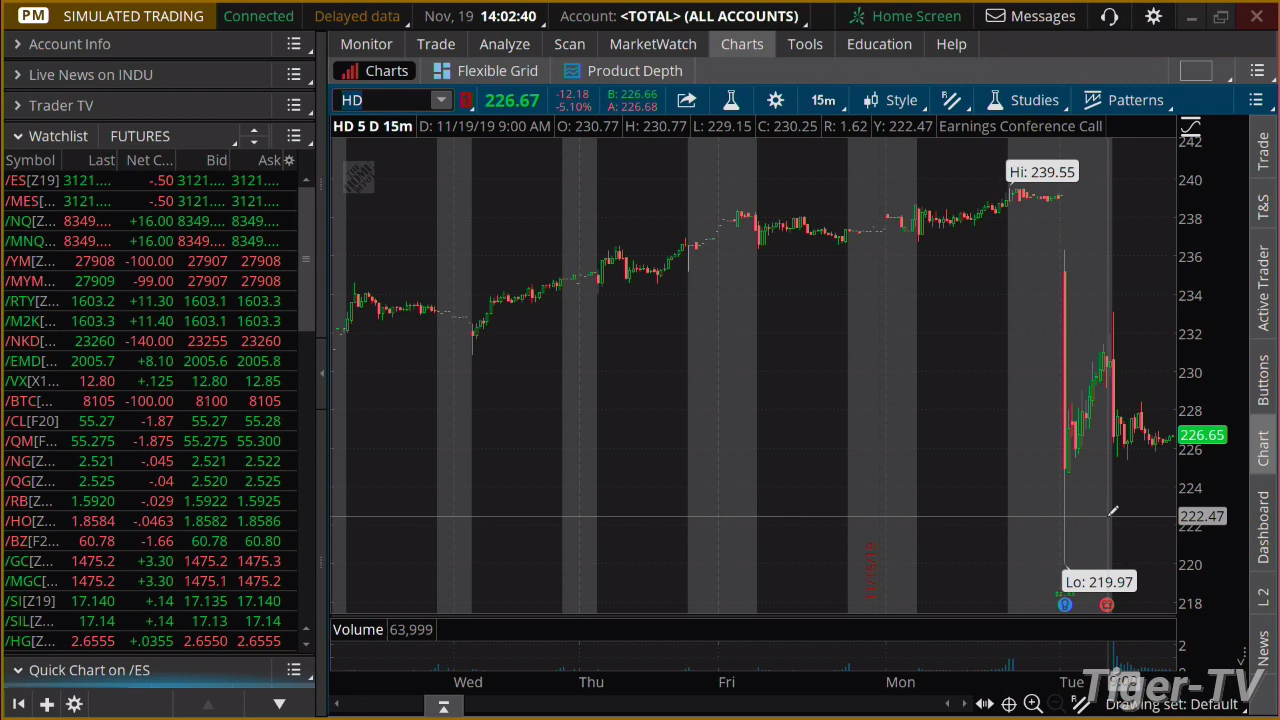 PM SIMULATED TRADING Connected Delayed data Nov, 19 14:02:40 Account: <TOTAL> (ALL ACCOUNTS) Home Screen Messages
Account Info
Live News on INDU
Trader TV
Watchlist FUTURES
Symbol Last Net C... Bid Ask
/ES[Z19] 3121.... -.50 3121.... 3121....
/MES[... 3121.... -.50 3121.... 3121....
/NQ[Z... 8349.... +16.00 8349.... 8349....
/MNQ... 8349.... +16.00 8349.... 8349....
/YM[Z... 27908 -100.00 27907 27908
/MYM... 27909 -99.00 27907 27908
/RTY[Z... 1603.2 +11.30 1603.1 1603.2
/M2K[... 1603.3 +11.40 1603.1 1603.3
/NKD[... 23260 -140.00 23255 23260
/EMD[... 2005.7 +8.10 2005.6 2005.8
/VX[X1... 12.80 +.125 12.80 12.85
/BTC[... 8105 -100.00 8100 8105
/CL[F20] 55.27 -1.87 55.27 55.28
/QM[F... 55.275 -1.875 55.275 55.300
/NG[Z... 2.521 -.045 2.521 2.522
/QG[Z... 2.525 -.04 2.520 2.525
/RB[Z... 1.5920 -.029 1.5922 1.5925
/HO[Z... 1.8584 -.0463 1.8582 1.8586
/BZ[F2... 60.78 -1.66 60.78 60.80
/GC[Z... 1475.2 +3.30 1475.2 1475.3
/MGC[... 1475.2 +3.30 1475.1 1475.3
/SI[Z19] 17.140 +.14 17.135 17.140
/SIL[Z... 17.14 +.14 17.13 17.14
/HG[Z... 2.6555 +.0355 2.6550 2.6555
Quick Chart on /ES
Monitor Trade Analyze Scan MarketWatch Charts Tools Education Help
Charts Flexible Grid Product Depth
HD 1 226.67 -12.18 B: 226.66
-5.10% A: 226.68
15m Style Studies Patterns
HD 5 D 15m D: 11/19/19 9:00 AM O: 230.77 H: 230.77 L: 229.15 C: 230.25 R: 1.62 Y: 222.47 Earnings Conference Call
Hi: 239.55
Lo: 219.97
11/15/19
242
240
238
236
234
232
230
228
226.65
226
224
222.47
222
220
218
Volume 63,999
2
Wed Thu Fri Mon Tue 9:00
Drawing set: Default
Trade
T&S
Active Trader
Buttons
Chart
Dashboard
L 2
News
Tiger-TV